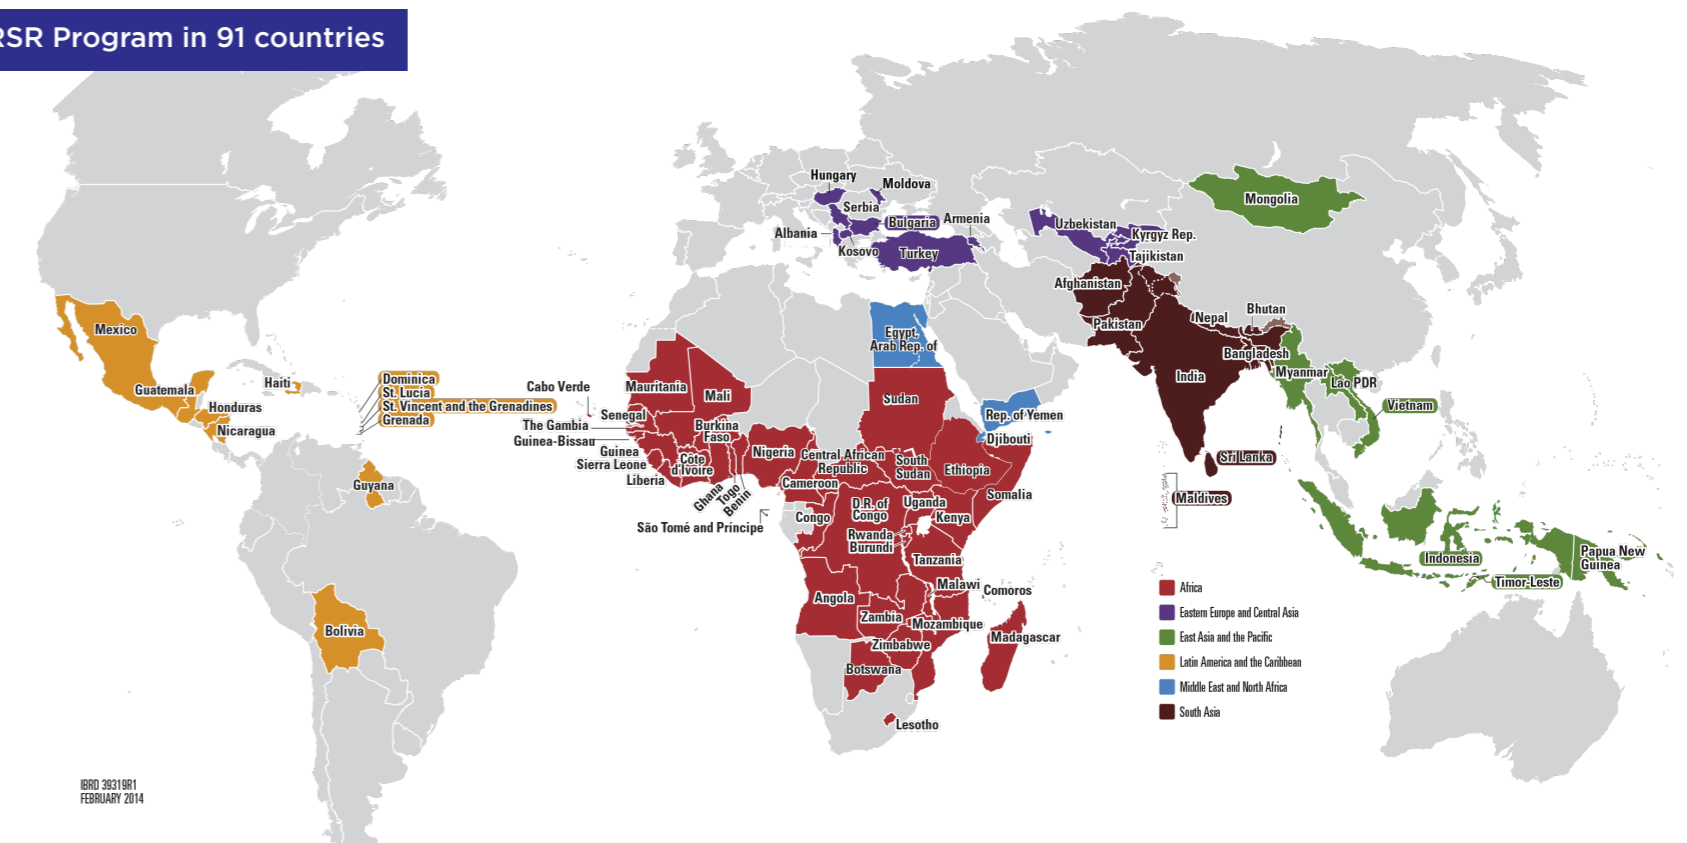 RSR Program in 91 countries
Hungary
Moldova
Serbia
Bulgaria
Armenia
Albania
Kosovo
Turkey
Uzbekistan
Kyrgyz Rep.
Tajikistan
Mongolia
Afghanistan
Pakistan
Nepal
Bhutan
Bangladesh
India
Myanmar
Lao PDR
Vietnam
Sri Lanka
Maldives
Indonesia
Timor-Leste
Papua New
Guinea
Mexico
Guatemala
Honduras
Nicaragua
Haiti
Dominica
St. Lucia
St. Vincent and the Grenadines
Grenada
Guyana
Bolivia
Egypt,
Arab Rep. of
Rep. of Yemen
Djibouti
Cabo Verde
Mauritania
Mali
Senegal
The Gambia
Guinea-Bissau
Guinea
Sierra Leone
Liberia
Burkina
Faso
Cote
d'Ivoire
Ghana
Togo
Benin
Nigeria
São Tomé and Príncipe
Sudan
Central African
Republic
South
Sudan
Ethiopia
Cameroon
Somalia
Congo
D.R. of
Congo
Uganda
Kenya
Rwanda
Burundi
Tanzania
Angola
Malawi
Comoros
Zambia
Mozambique
Zimbabwe
Madagascar
Botswana
Lesotho
Africa
Eastern Europe and Central Asia
East Asia and the Pacific
Latin America and the Caribbean
Middle East and North Africa
South Asia
IBRD 39319R1
FEBRUARY 2014